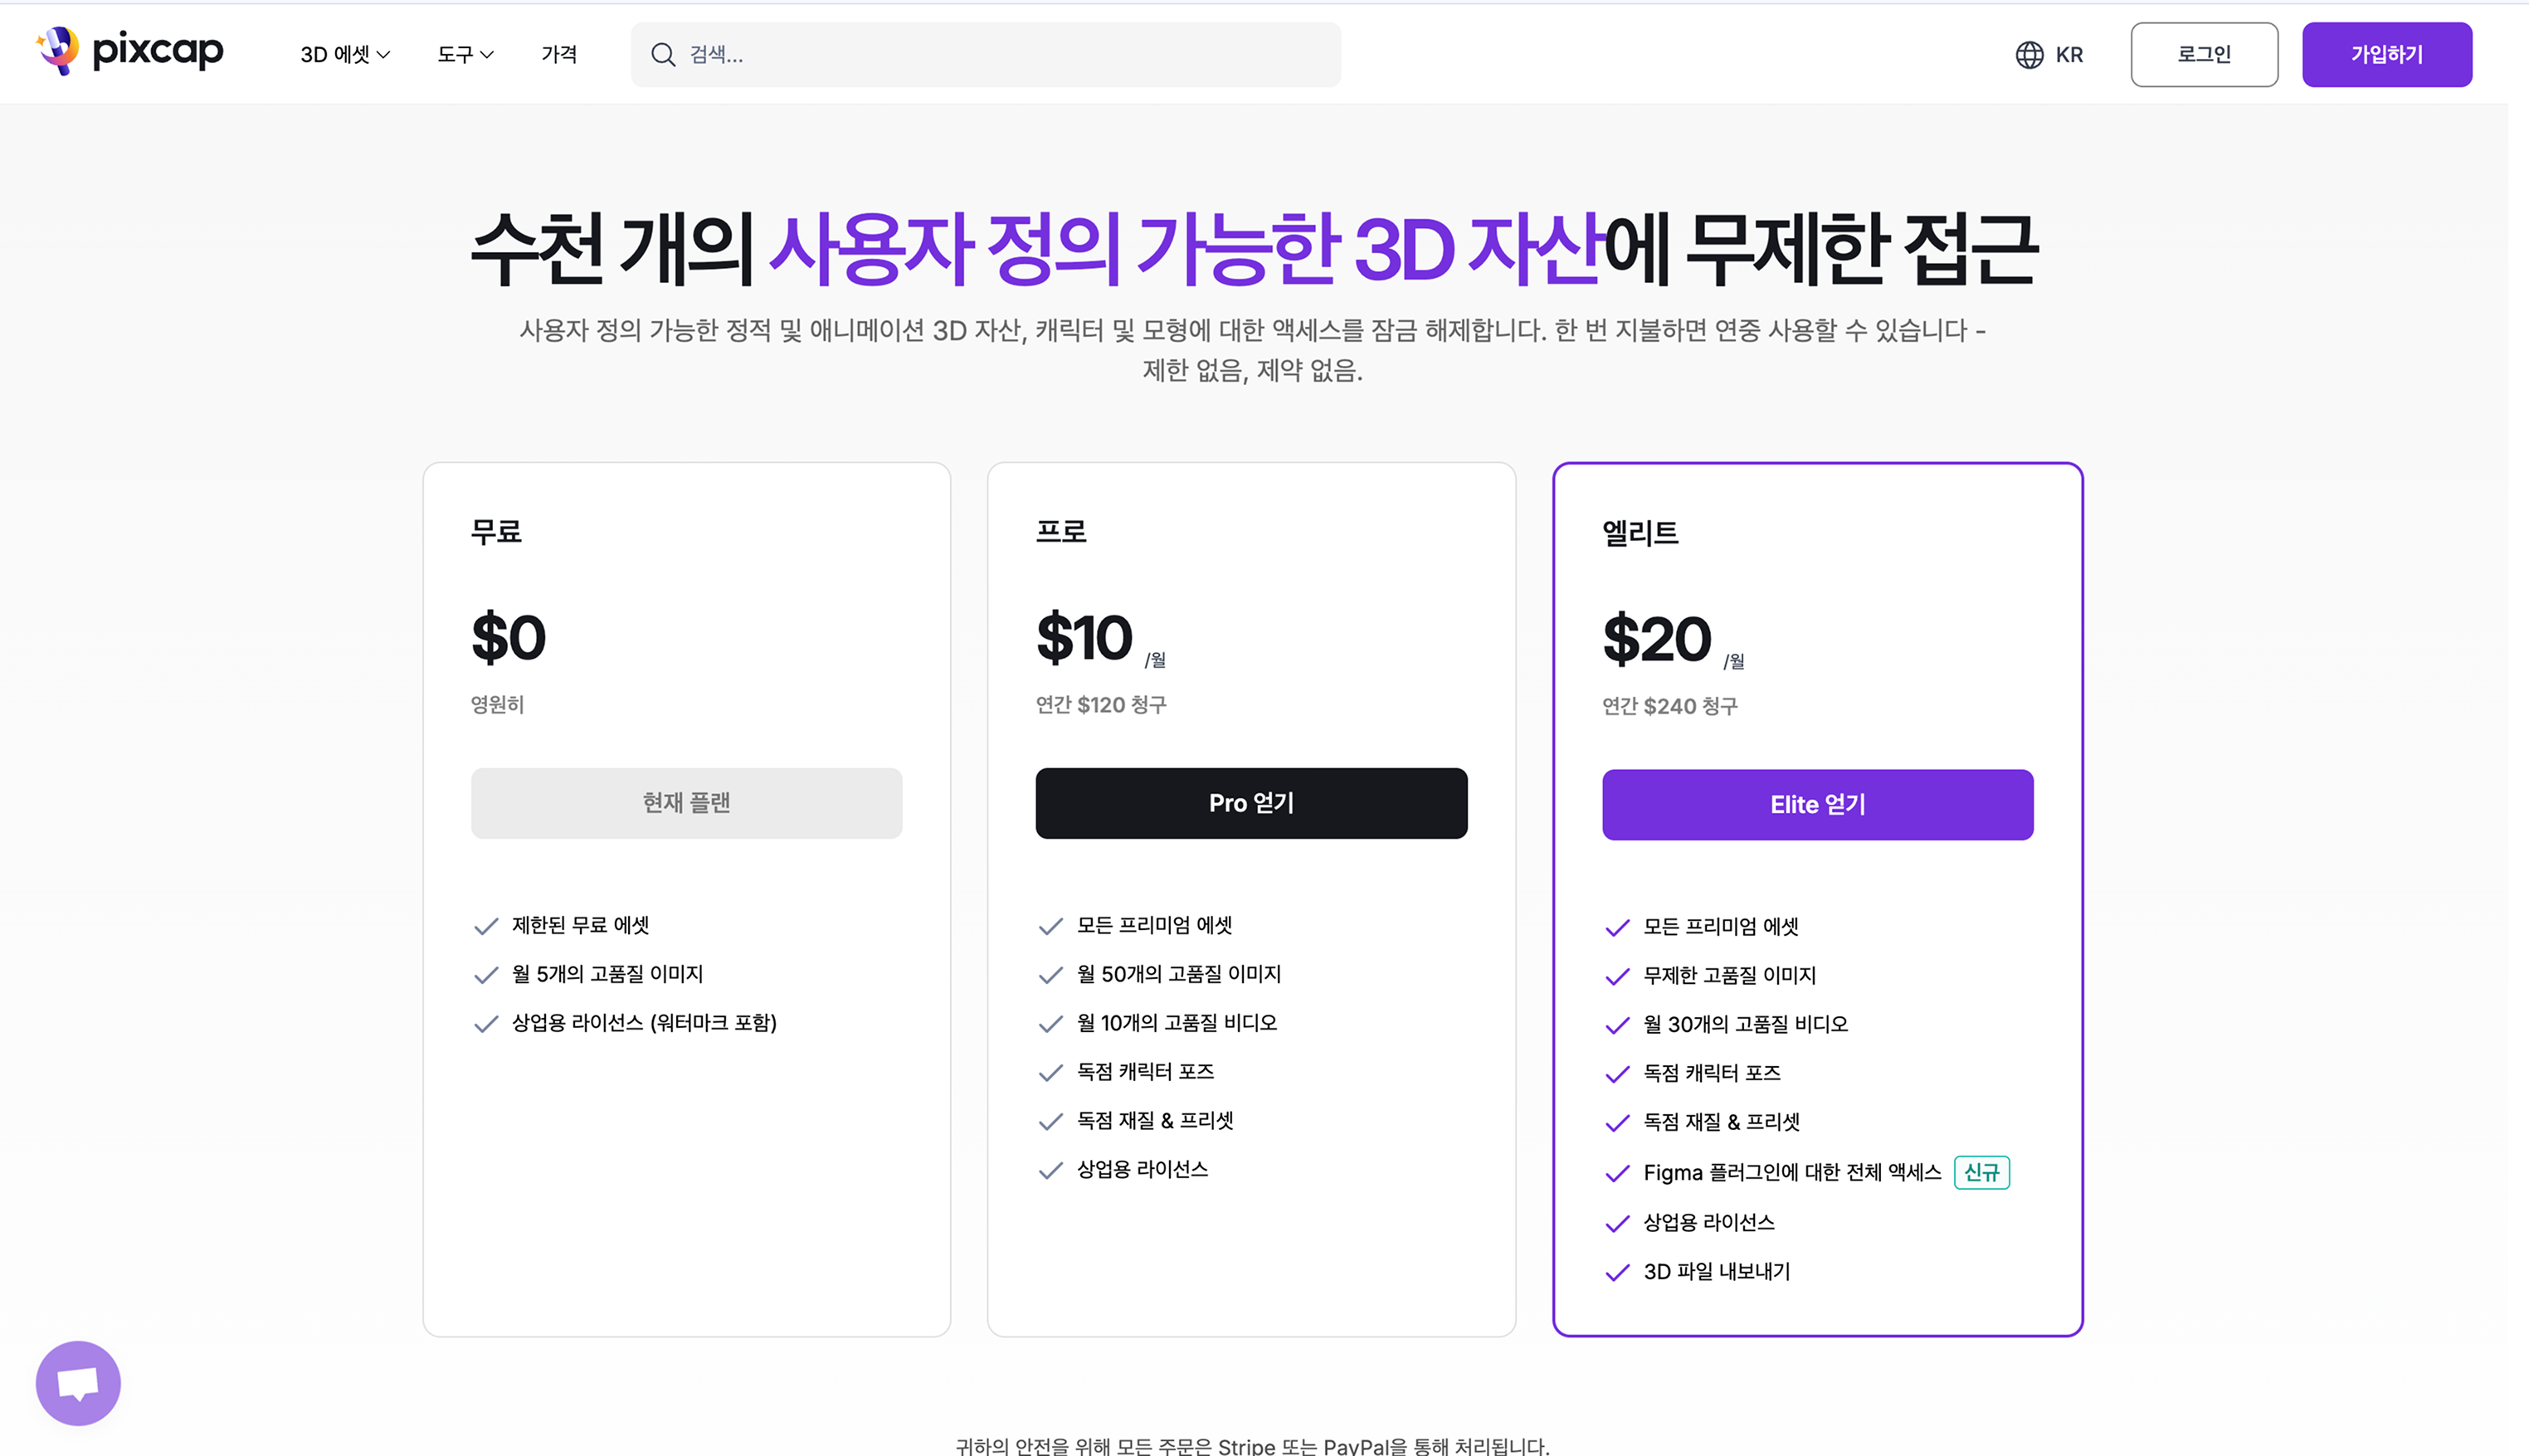 pixcap
3D 에셋
도구
가격
검색...
KR
로그인
가입하기
수천 개의 사용자 정의 가능한 3D 자산에 무제한 접근
사용자 정의 가능한 정적 및 애니메이션 3D 자산, 캐릭터 및 모형에 대한 액세스를 잠금 해제합니다. 한 번 지불하면 연중 사용할 수 있습니다 -
제한 없음, 제약 없음.
무료
$0
영원히
현재 플랜
제한된 무료 에셋
월 5개의 고품질 이미지
상업용 라이선스 (워터마크 포함)
프로
$10 /월
연간 $120 청구
Pro 얻기
모든 프리미엄 에셋
월 50개의 고품질 이미지
월 10개의 고품질 비디오
독점 캐릭터 포즈
독점 재질 & 프리셋
상업용 라이선스
엘리트
$20 /월
연간 $240 청구
Elite 얻기
모든 프리미엄 에셋
무제한 고품질 이미지
월 30개의 고품질 비디오
독점 캐릭터 포즈
독점 재질 & 프리셋
Figma 플러그인에 대한 전체 액세스 신규
상업용 라이선스
3D 파일 내보내기
귀하의 안전을 위해 모든 주문은 Stripe 또는 PayPal을 통해 처리됩니다.